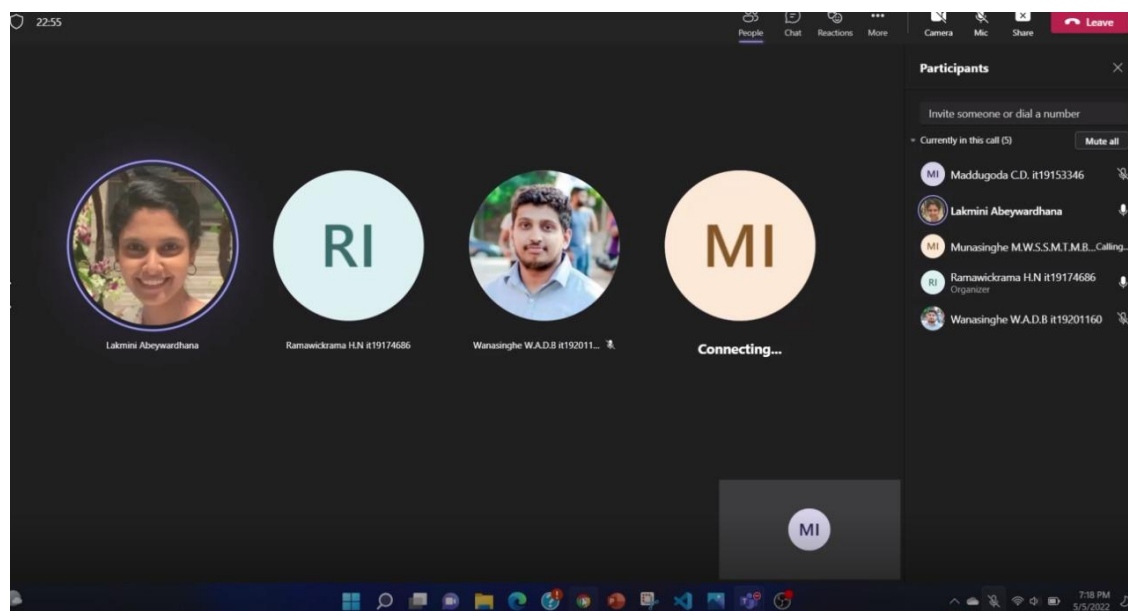 22:55
People Chat Reactions More Camera Mic Share Leave
Participants
Invite someone or dial a number
Currently in this call (5) Mute all
MI Maddugoda C.D. it19153346
Lakmini Abeywardhana
MI Munasinghe M.W.S.S.M.T.M.B... Calling...
RI Ramawickrama H.N it19174686
Organizer
Wanasinghe W.A.D.B it19201160
RI
MI
Lakmini Abeywardhana
Ramawickrama H.N it19174686
Wanasinghe W.A.D.B it192011...
Connecting...
MI
7:18 PM
5/5/2022